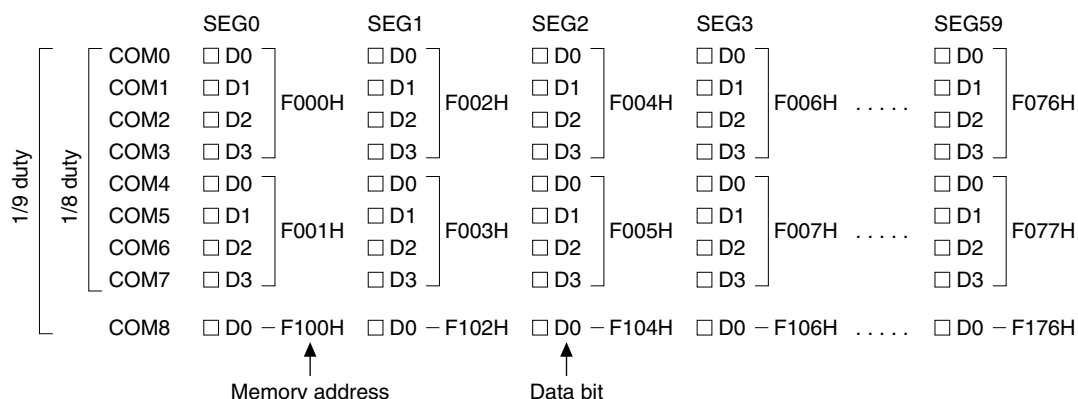 SEG0 SEG1 SEG2 SEG3 SEG59
COM0 D0 D0 D0 D0 D0
COM1 D1 D1 D1 D1 D1
F000H F002H F004H F006H ..... F076H
COM2 D2 D2 D2 D2 D2
COM3 D3 D3 D3 D3 D3
COM4 D0 D0 D0 D0 D0
COM5 D1 D1 D1 D1 D1
F001H F003H F005H F007H ..... F077H
COM6 D2 D2 D2 D2 D2
COM7 D3 D3 D3 D3 D3
1/9 duty
1/8 duty
COM8 D0 – F100H D0 – F102H D0 – F104H D0 – F106H ..... D0 – F176H
Memory address Data bit